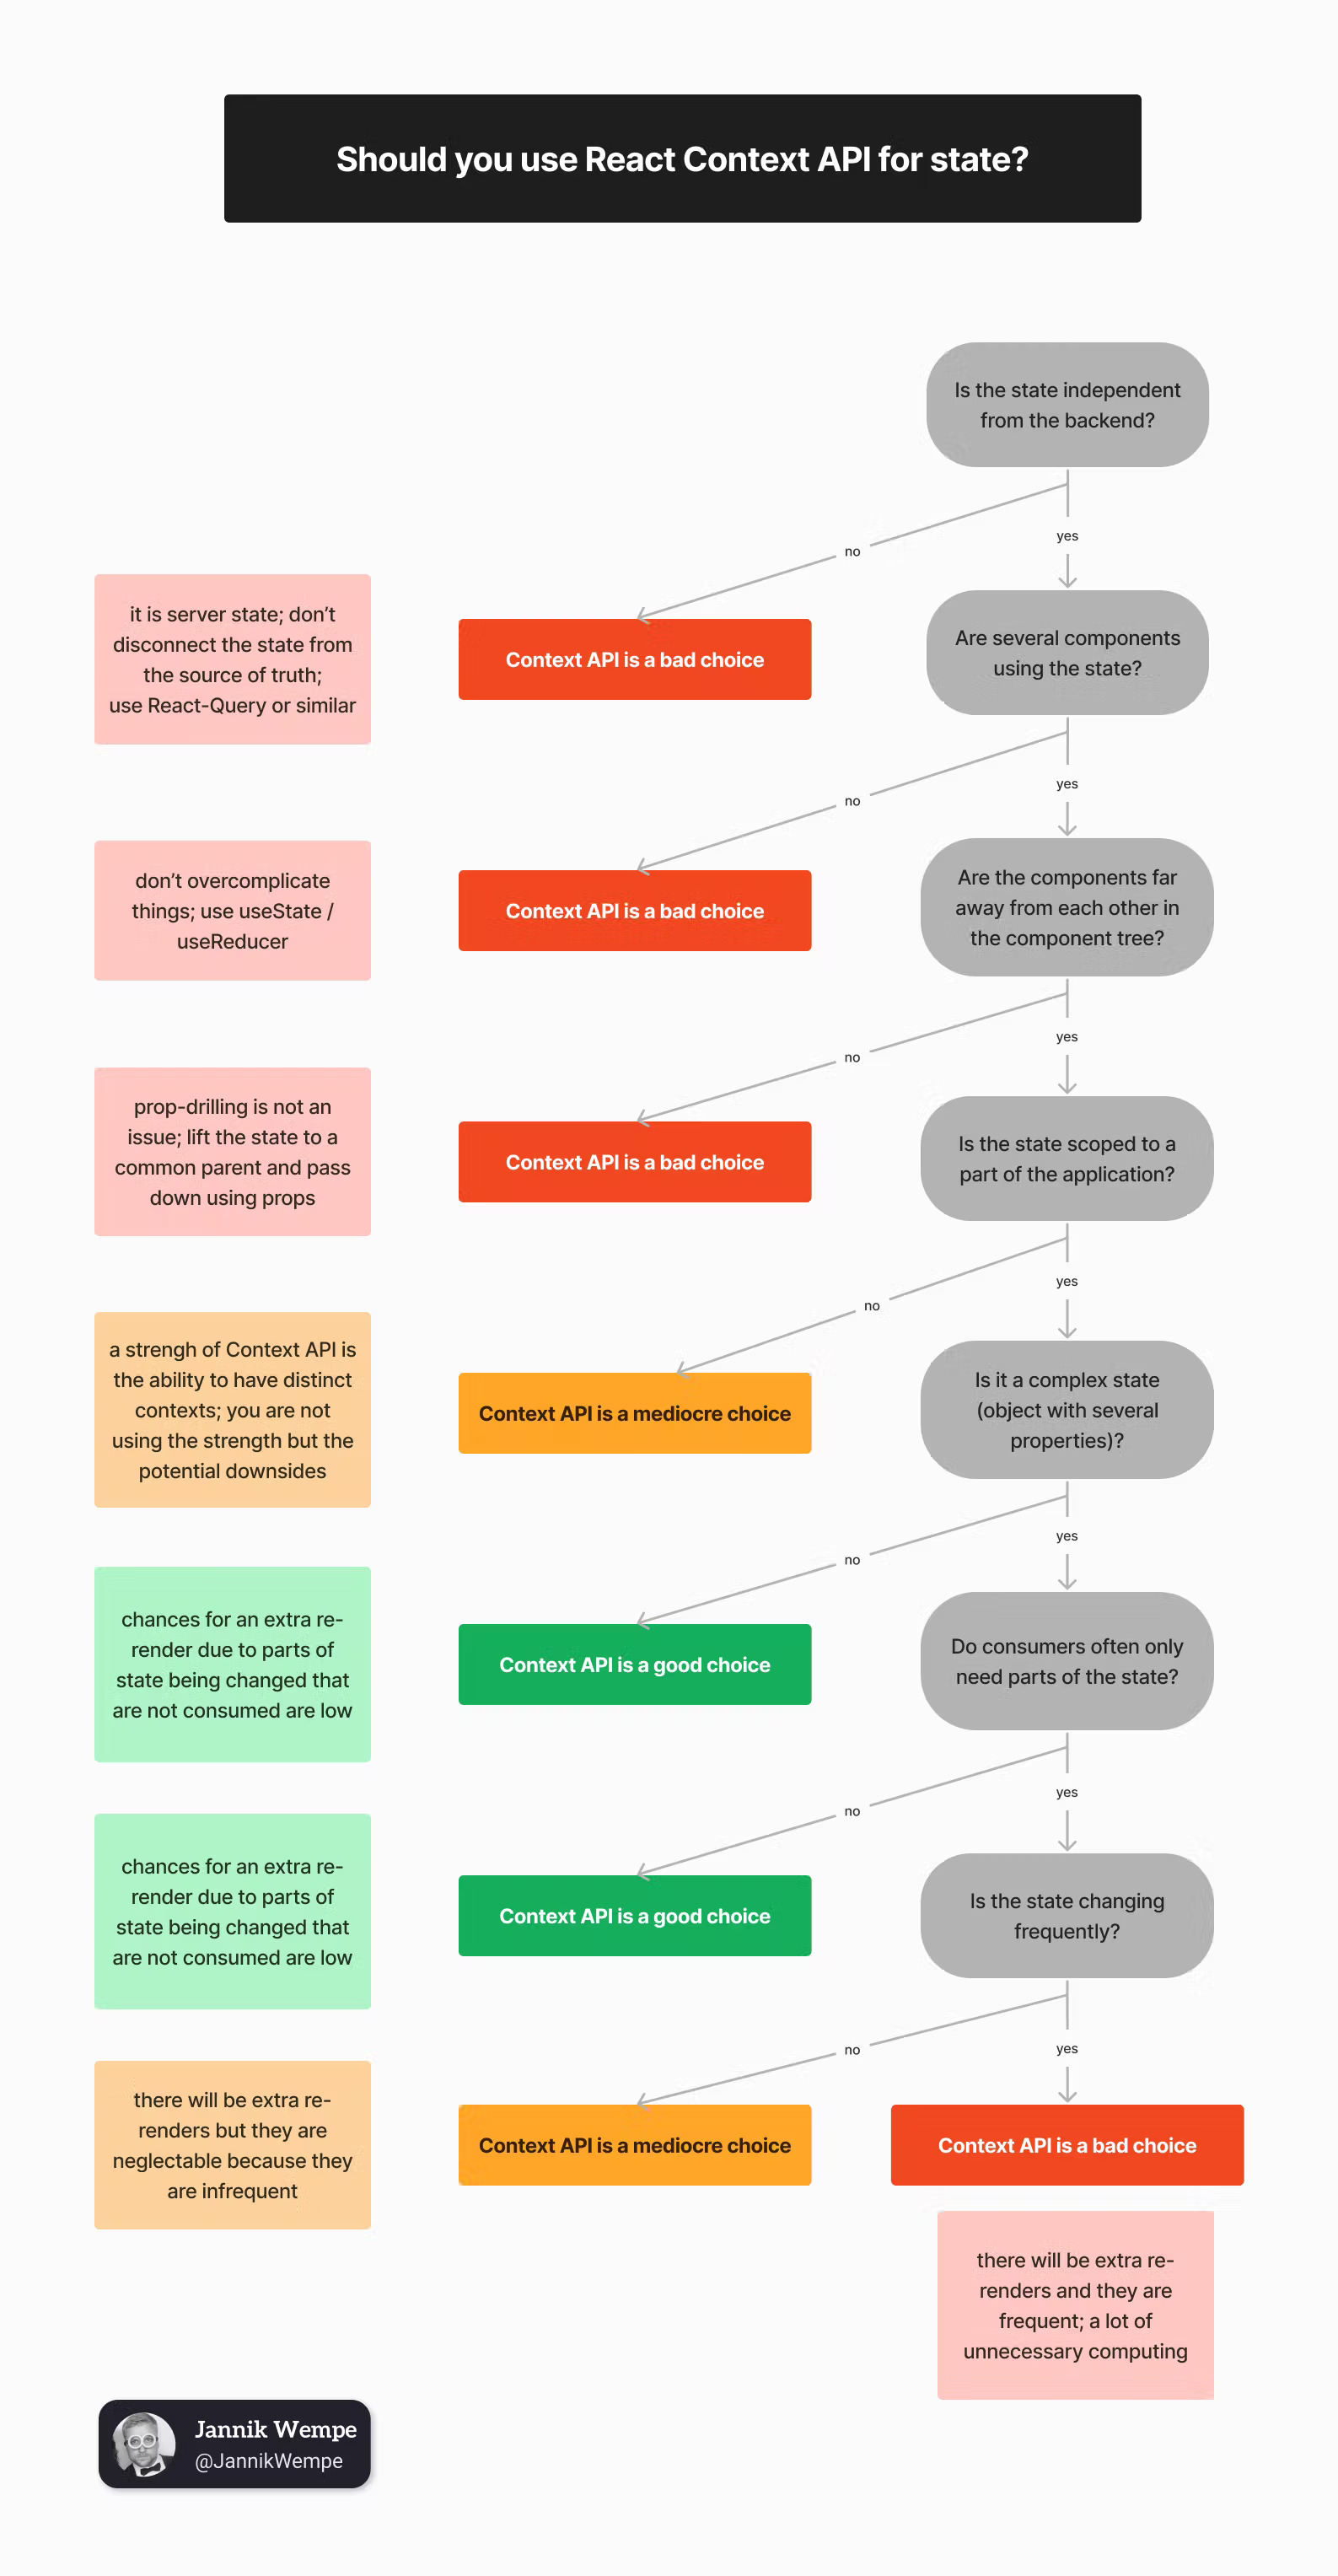 Should you use React Context API for state?
Is the state independent
from the backend?
no
yes
it is server state; don’t
disconnect the state from
the source of truth;
use React-Query or similar
Context API is a bad choice
Are several components
using the state?
no
yes
don’t overcomplicate
things; use useState /
useReducer
Context API is a bad choice
Are the components far
away from each other in
the component tree?
no
yes
prop-drilling is not an
issue; lift the state to a
common parent and pass
down using props
Context API is a bad choice
Is the state scoped to a
part of the application?
no
yes
a strengh of Context API is
the ability to have distinct
contexts; you are not
using the strength but the
potential downsides
Context API is a mediocre choice
Is it a complex state
(object with several
properties)?
no
yes
chances for an extra re-
render due to parts of
state being changed that
are not consumed are low
Context API is a good choice
Do consumers often only
need parts of the state?
no
yes
chances for an extra re-
render due to parts of
state being changed that
are not consumed are low
Context API is a good choice
Is the state changing
frequently?
no
yes
there will be extra re-
renders but they are
neglectable because they
are infrequent
Context API is a mediocre choice
Context API is a bad choice
there will be extra re-
renders and they are
frequent; a lot of
unnecessary computing
Jannik Wempe
@JannikWempe